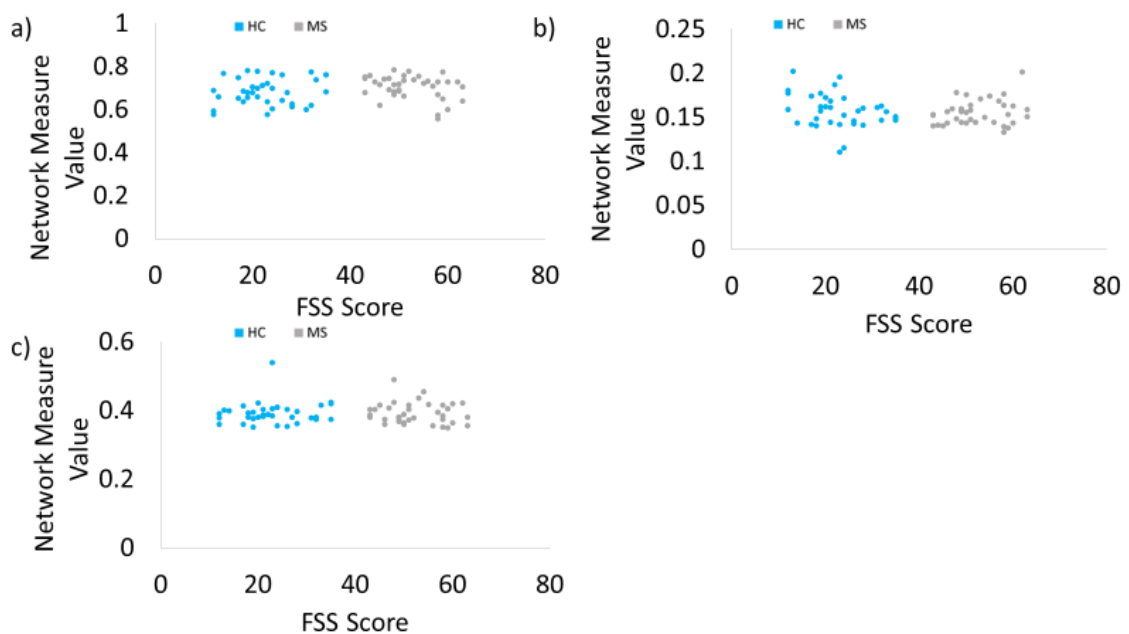 a)
HC MS
Network Measure
Value
1
0.8
0.6
0.4
0.2
0
0 20 40 60 80
FSS Score
b)
HC MS
Network Measure
Value
0.25
0.2
0.15
0.1
0.05
0
0 20 40 60 80
FSS Score
c)
HC MS
Network Measure
Value
0.6
0.4
0.2
0
0 20 40 60 80
FSS Score